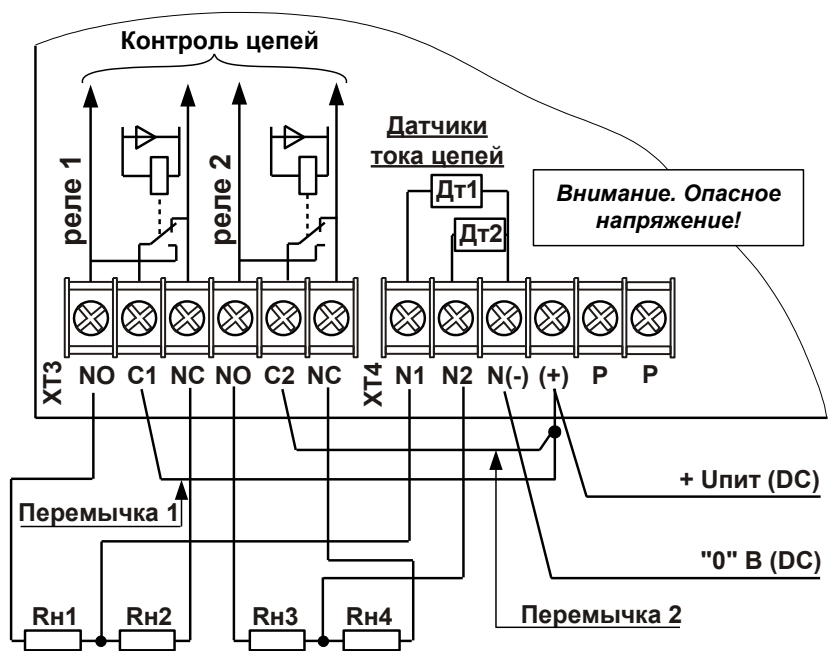 Контроль цепей
реле 1
реле 2
Датчики
тока цепей
Дт1
Дт2
Внимание. Опасное
напряжение!
XT3
NO C1 NC NO C2 NC
XT4
N1 N2 N(-) (+) P P
+ Uпит (DC)
Перемычка 1
"0" В (DC)
Rн1 Rн2 Rн3 Rн4
Перемычка 2